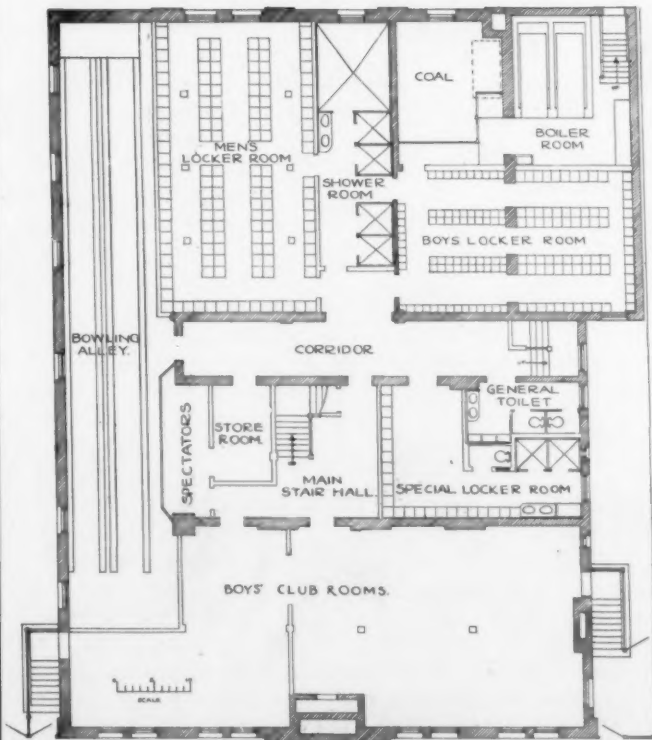 COAL
BOILER
ROOM
MEN'S
LOCKER ROOM
SHOWER
ROOM
BOYS LOCKER ROOM
BOWLING
ALLEY.
CORRIDOR
GENERAL
TOILET
SPECTATORS
STORE
ROOM.
MAIN
STAIR HALL.
SPECIAL LOCKER ROOM
BOYS' CLUB ROOMS.
SCALE